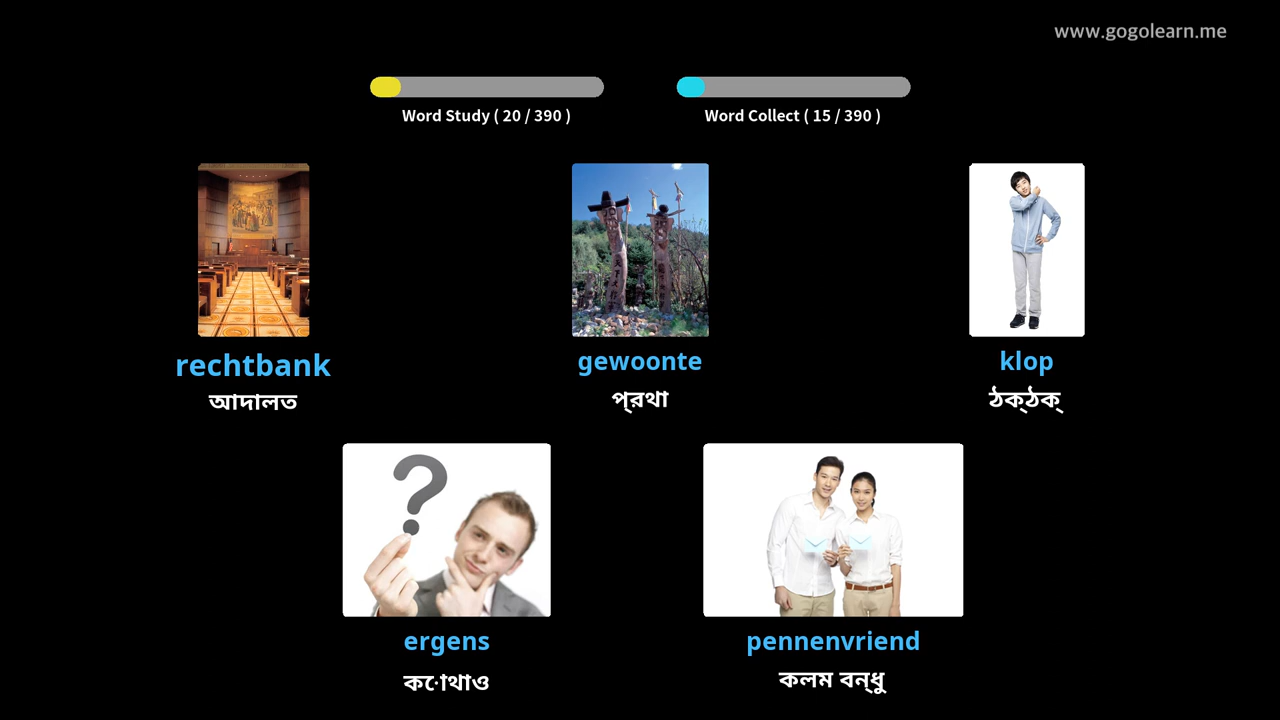 www.gogolearn.me
Word Study ( 20 / 390 )
Word Collect ( 15 / 390 )
rechtbank
আদালত
gewoonte
প্রথা
klop
ঠক্ঠক্
ergens
কোথাও
pennenvriend
কলম বন্ধু